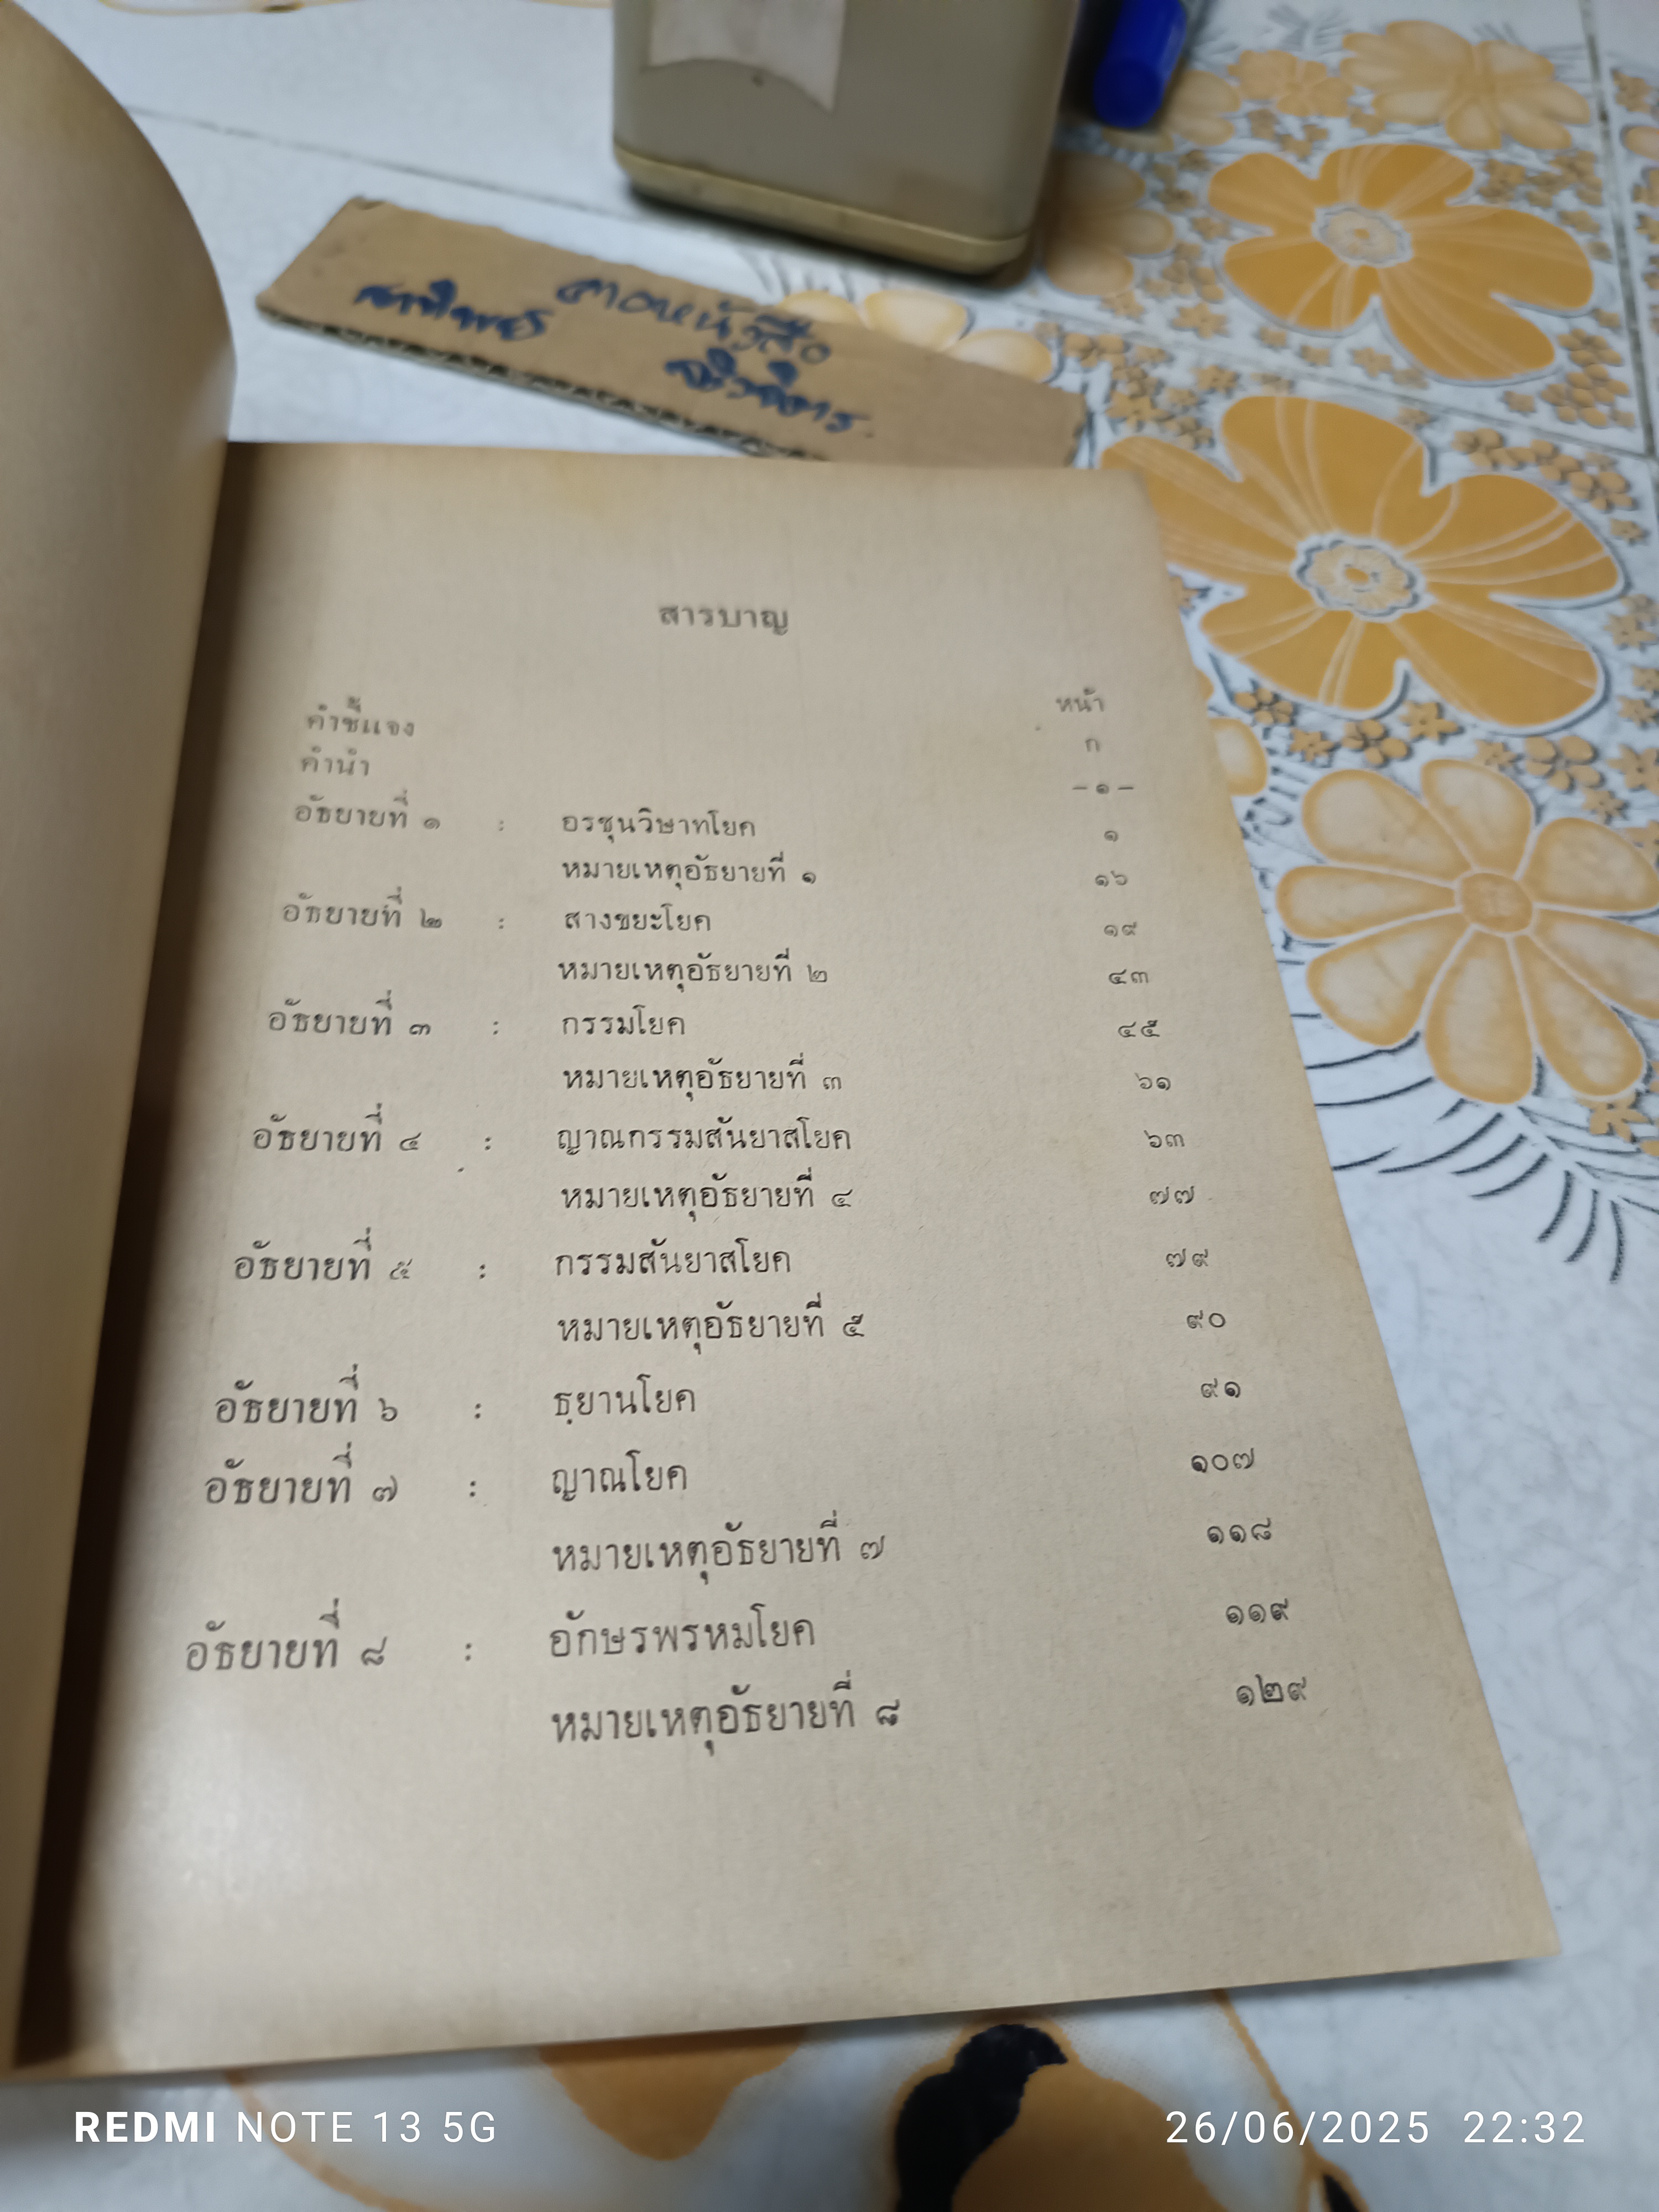 ตอหนังสือ
สารบาญ
หน้า
คำชี้แจง ก
คำนำ –๑–
อัธยายที่ ๑ : อรชุนวิษาทโยค ๑
หมายเหตุอัธยายที่ ๑ ๑๖
อัธยายที่ ๒ : สางขยะโยค ๑๙
หมายเหตุอัธยายที่ ๒ ๔๓
อัธยายที่ ๓ : กรรมโยค ๔๕
หมายเหตุอัธยายที่ ๓ ๖๑
อัธยายที่ ๔ : ญาณกรรมสันยาสโยค ๖๓
หมายเหตุอัธยายที่ ๔ ๗๗
อัธยายที่ ๕ : กรรมสันยาสโยค ๗๙
หมายเหตุอัธยายที่ ๕ ๙๐
อัธยายที่ ๖ : ธฺยานโยค ๙๑
อัธยายที่ ๗ : ญาณโยค ๑๐๗
หมายเหตุอัธยายที่ ๗ ๑๑๘
อัธยายที่ ๘ : อักษรพรหมโยค ๑๑๙
หมายเหตุอัธยายที่ ๘ ๑๒๙
REDMI NOTE 13 5G
26/06/2025 22:32